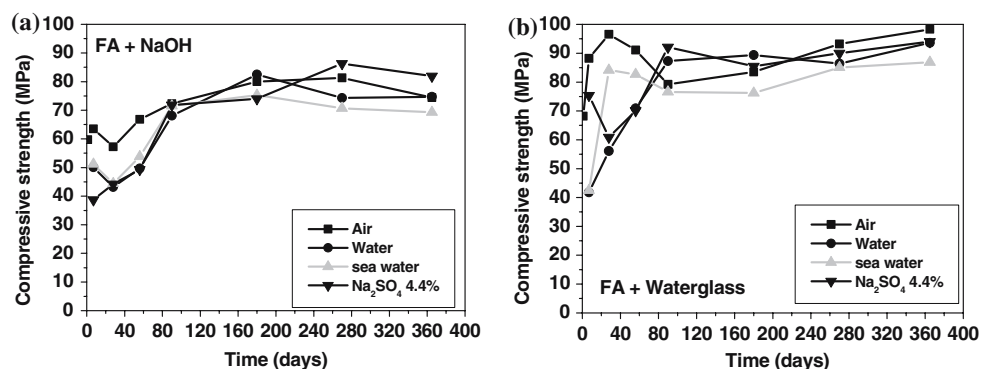 (a)
FA + NaOH
Compressive strength (MPa)
100
90
80
70
60
50
40
30
20
10
0
0 40 80 120 160 200 240 280 320 360 400
Time (days)
Air
Water
sea water
Na₂SO₄ 4.4%
(b)
FA + Waterglass
Compressive strength (MPa)
100
90
80
70
60
50
40
30
20
10
0
0 40 80 120 160 200 240 280 320 360 400
Time (days)
Air
Water
sea water
Na₂SO₄ 4.4%